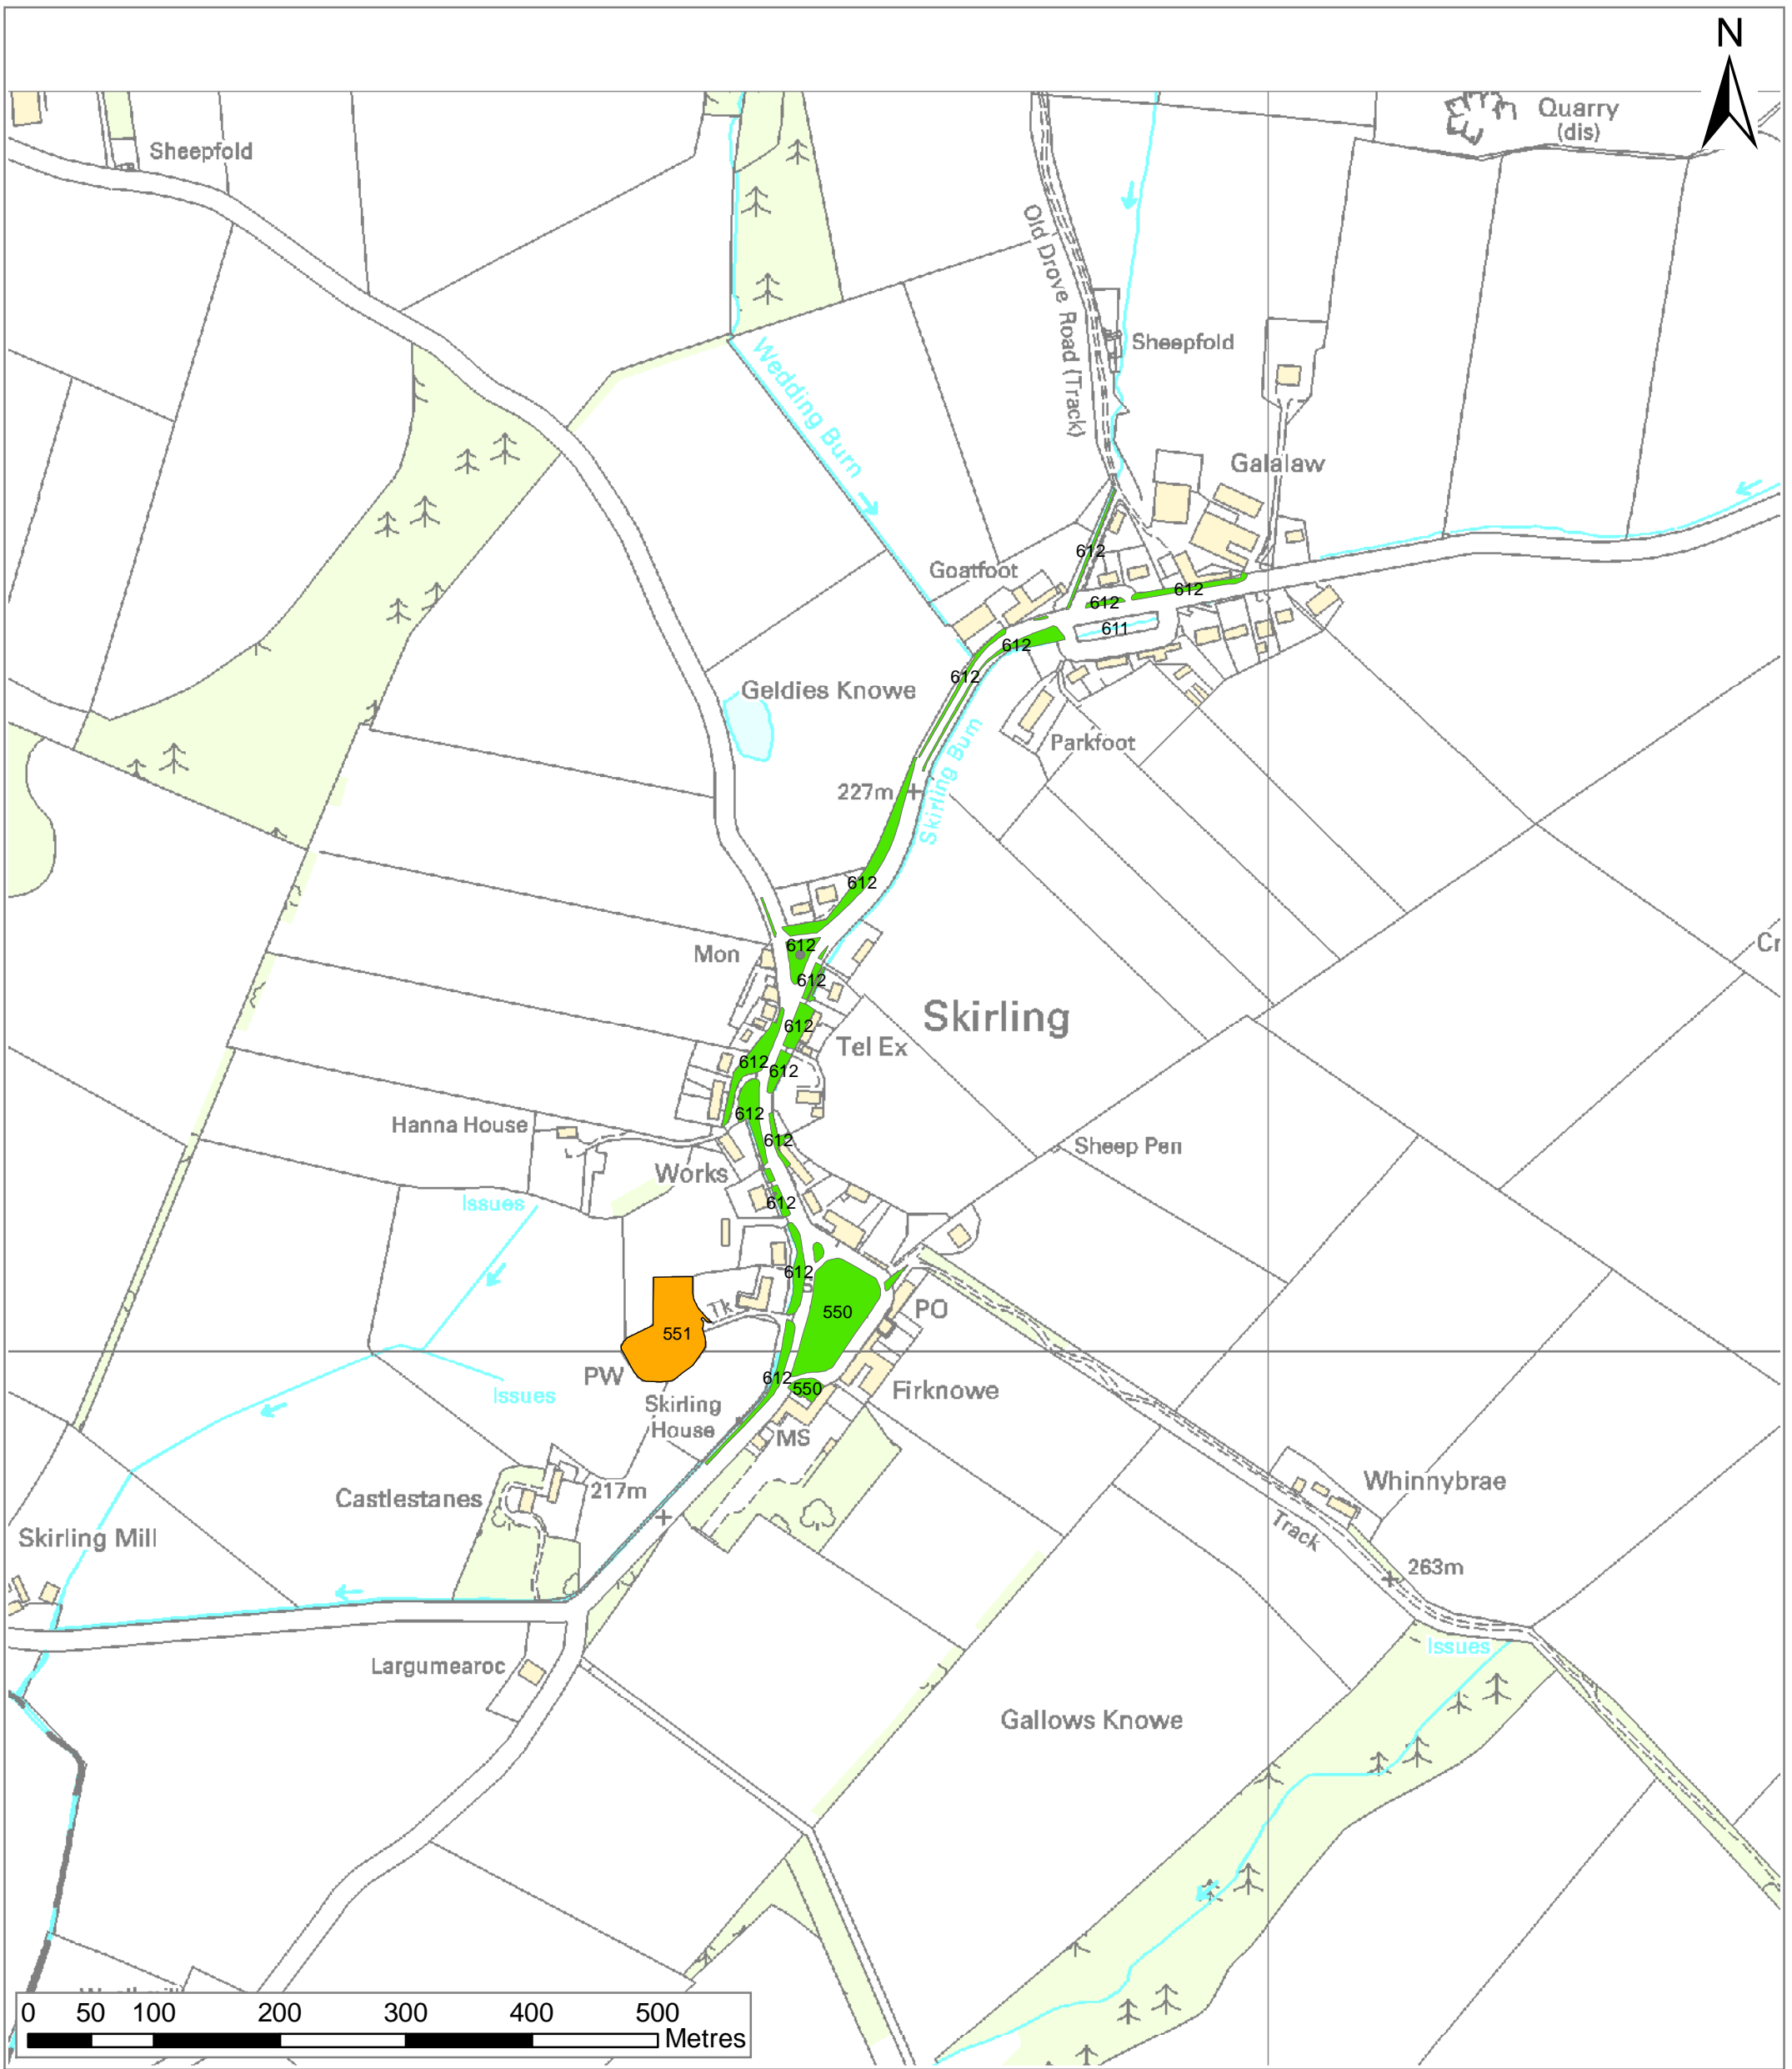 N
Quarry
(dis)
Sheepfold
Old Drove Road (Track)
Sheepfold
Wedding Burn
Galalaw
612
Goatfoot
612
612
611
612
612
Geldies Knowe
Parkfoot
227m
Skirling Burn
612
Mon
612
Cr
612
Skirling
612
Tel Ex
612
612
612
Hanna House
612
Sheep Pen
Works
Issues
612
612
Tk
PO
550
551
PW
612
550
Issues
Firknowe
Skirling
House
MS
Whinnybrae
Castlestanes
217m
Track
Skirling Mill
263m
Issues
Largumearoc
Gallows Knowe
0 50 100 200 300 400 500
Metres